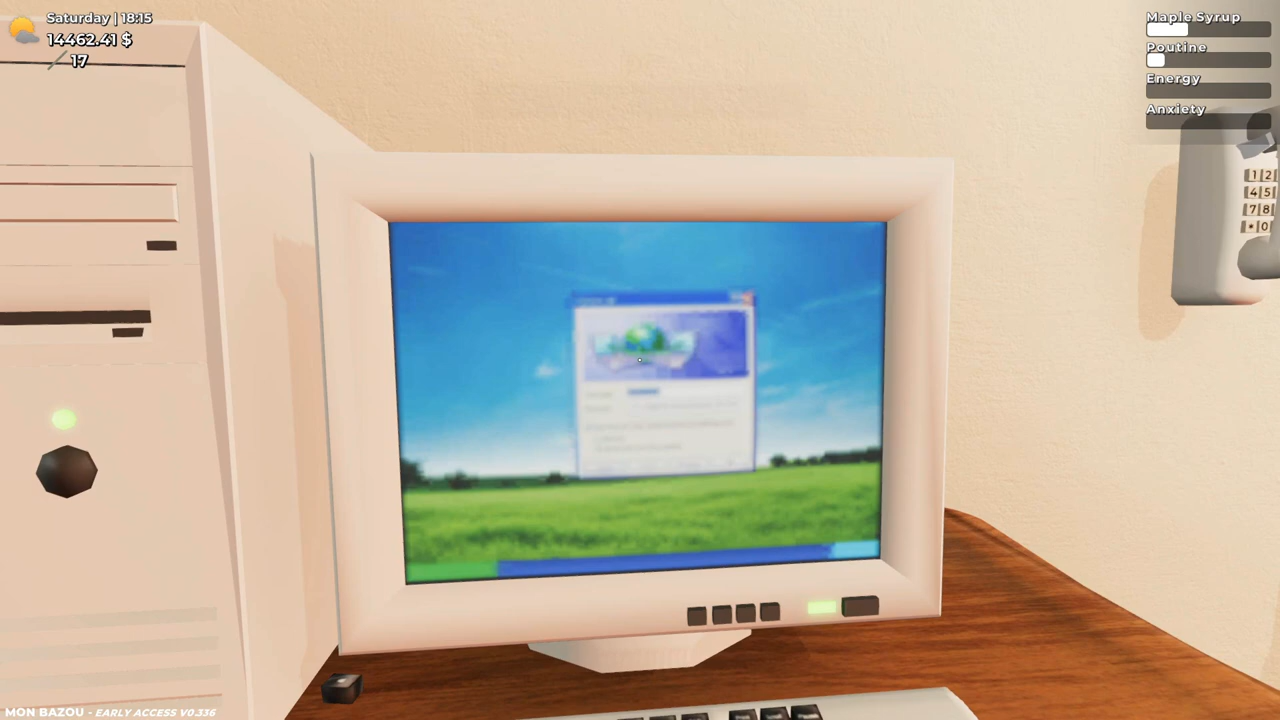 Saturday | 18:15
14462.41 $
17
Maple Syrup
Poutine
Energy
Anxiety
1 2
4 5
7 8
* 0
MON BAZOU - EARLY ACCESS V0.336